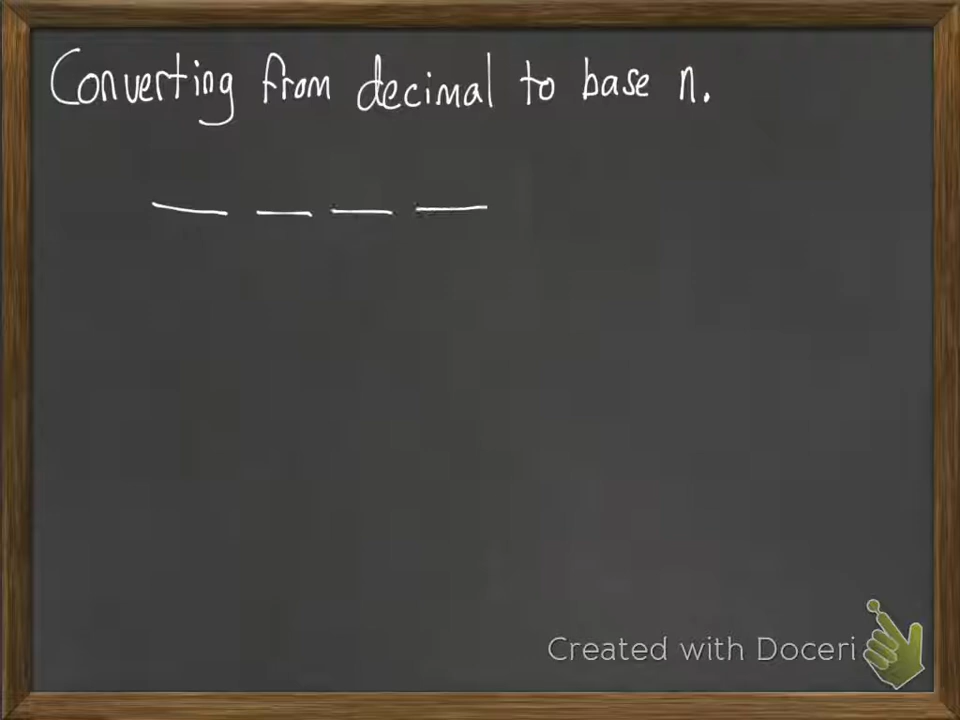 Converting from decimal to base n.
Created with Doceri